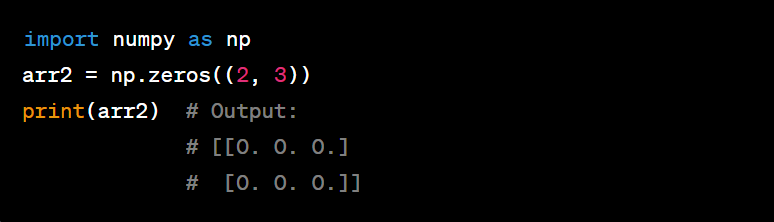 import numpy as np
arr2 = np.zeros((2, 3))
print(arr2)  # Output:
             # [[0. 0. 0.]
             #  [0. 0. 0.]]